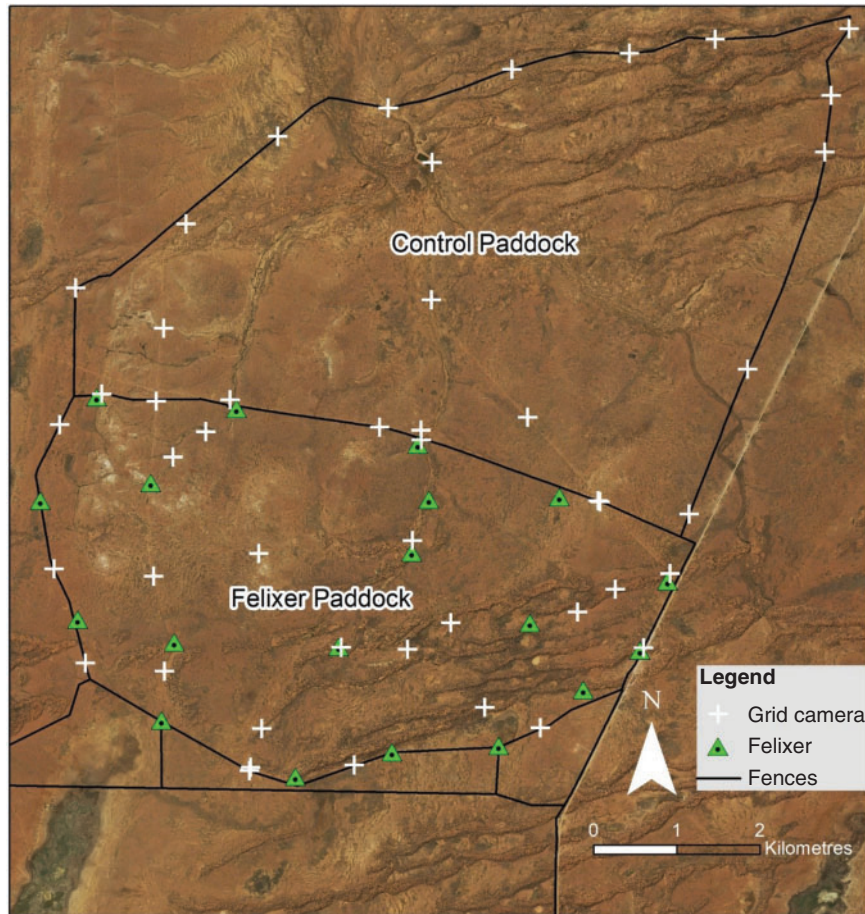 Control Paddock
Felixer Paddock
Legend
N
Grid camera
Felixer
Fences
0 1 2
Kilometres